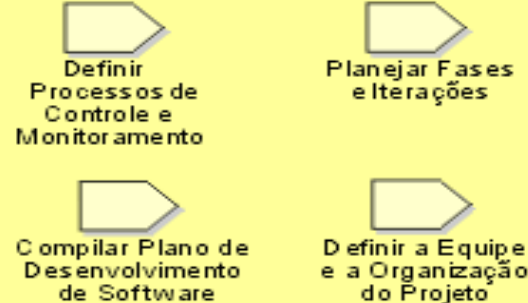 Definir
Processos de
Controle e
Monitoramento
Planejar Fases
e Iterações
Compilar Plano de
Desenvolvimento
de Software
Definir a Equipe
e a Organização
do Projeto